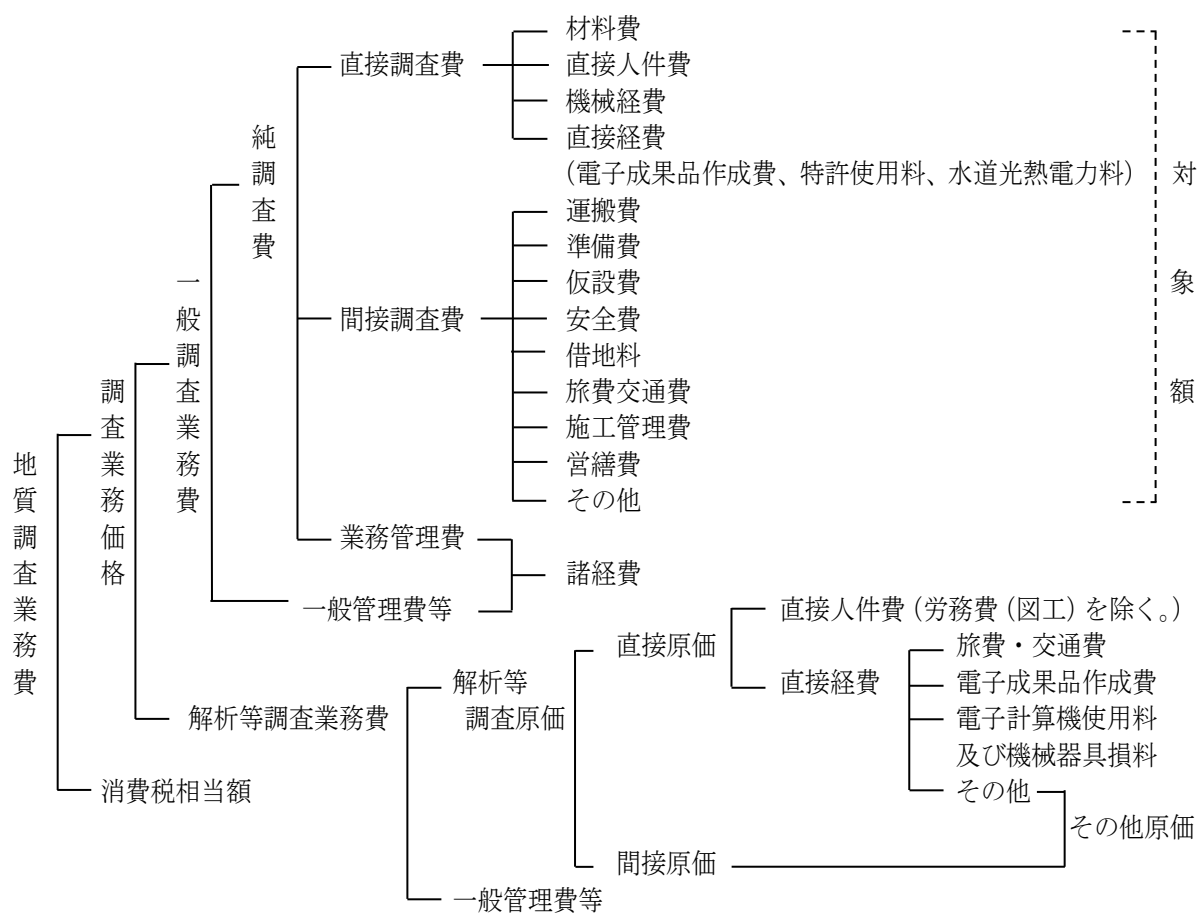 材料費
直接調査費
直接人件費
機械経費
直接経費
(電子成果品作成費、特許使用料、水道光熱電力料)
純調査費
運搬費
準備費
仮設費
間接調査費
安全費
借地料
旅費交通費
施工管理費
営繕費
その他
対象額
一般調査業務費
業務管理費
諸経費
一般管理費等
調査業務価格
地質調査業務費
直接人件費(労務費(図工)を除く。)
直接原価
旅費・交通費
直接経費
電子成果品作成費
解析等
調査原価
電子計算機使用料
及び機械器具損料
解析等調査業務費
その他
消費税相当額
その他原価
間接原価
一般管理費等